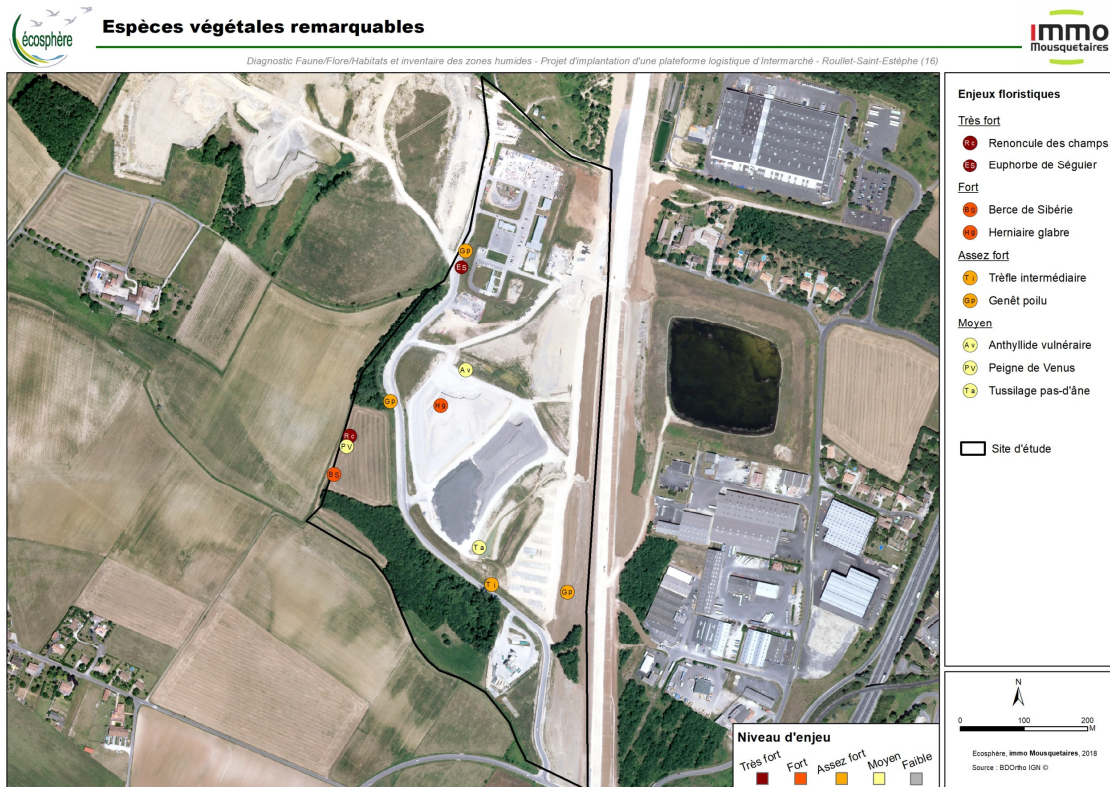 écosphère
Espèces végétales remarquables
immo
Mousquetaires
Diagnostic Faune/Flore/Habitats et inventaire des zones humides - Projet d'implantation d'une plateforme logistique d'Intermarché - Roullet-Saint-Estèphe (16)
Enjeux floristiques
Très fort
Rc Renoncule des champs
ES Euphorbe de Séguier
Fort
BS Berce de Sibérie
Hg Herniaire glabre
Assez fort
Ti Trèfle intermédiaire
Gp Genêt poilu
Moyen
Av Anthyllide vulnéraire
PV Peigne de Venus
Ta Tussilage pas-d'âne
Site d'étude
Gp
ES
Av
Gp
Hg
Rc
PV
BS
Ta
Ti
Gp
Niveau d'enjeu
Très fort Fort Assez fort Moyen Faible
N
0 100 200
M
Ecosphère, immo Mousquetaires, 2018
Source : BDOrtho IGN ©